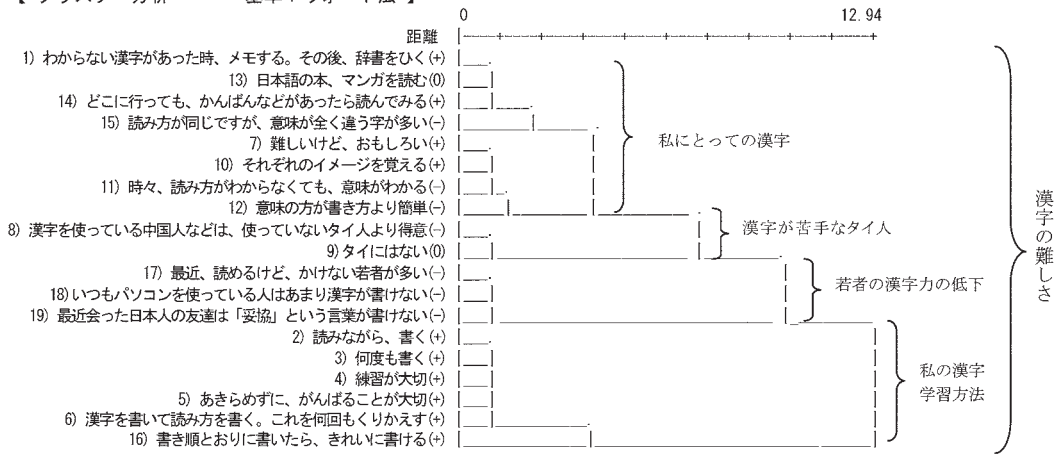 0 12.94
距離
1) わからない漢字があった時、メモする。その後、辞書をひく(+)
13) 日本語の本、マンガを読む(0)
14) どこに行っても、かんばんなどがあったら読んでみる(+)
15) 読み方が同じですが、意味が全く違う字が多い(-)
7) 難しいけど、おもしろい(+)
10) それぞれのイメージを覚える(+)
11) 時々、読み方がわからなくても、意味がわかる(-)
12) 意味の方が書き方より簡単(-)
8) 漢字を使っている中国人などは、使っていないタイ人より得意(-)
9)タイにはない(0)
17) 最近、読めるけど、かけない若者が多い(-)
18)いつもパソコンを使っている人はあまり漢字が書けない(-)
19) 最近会った日本人の友達は「妥協」という言葉が書けない(-)
2) 読みながら、書く(+)
3) 何度も書く(+)
4) 練習が大切(+)
5) あきらめずに、がんばることが大切(+)
6) 漢字を書いて読み方を書く。これを何回もくりかえす(+)
16) 書き順とおりに書いたら、きれいに書ける(+)
私にとっての漢字
漢字が苦手なタイ人
若者の漢字力の低下
私の漢字
学習方法
漢字の難しさ